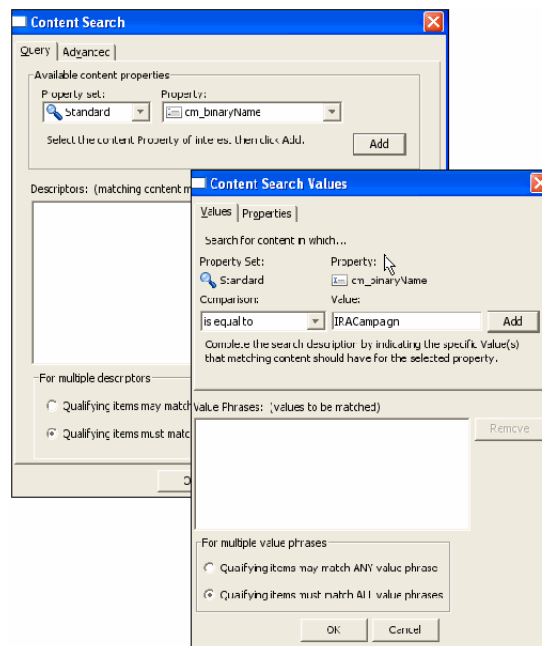 Content Search
Query
Advanced
Available content properties
Property set:
Property:
Standard
cm_binaryName
Select the content Property of interest then click Add.
Add
Descriptors: (matching content m
For multiple descriptors
Qualifying items may match
Qualifying items must matc
O
Content Search Values
Values
Properties
Search for content in which...
Property Set:
Property:
Standard
cm_binaryName
Comparison:
Value:
is equal to
IRACampaign
Add
Complete the search description by indicating the specific Value(s)
that matching content should have for the selected property.
Value Phrases: (values to be matched)
Remove
For multiple value phrases
Qualifying items may match ANY value phrase
Qualifying items must match ALL value phrases
OK
Cancel